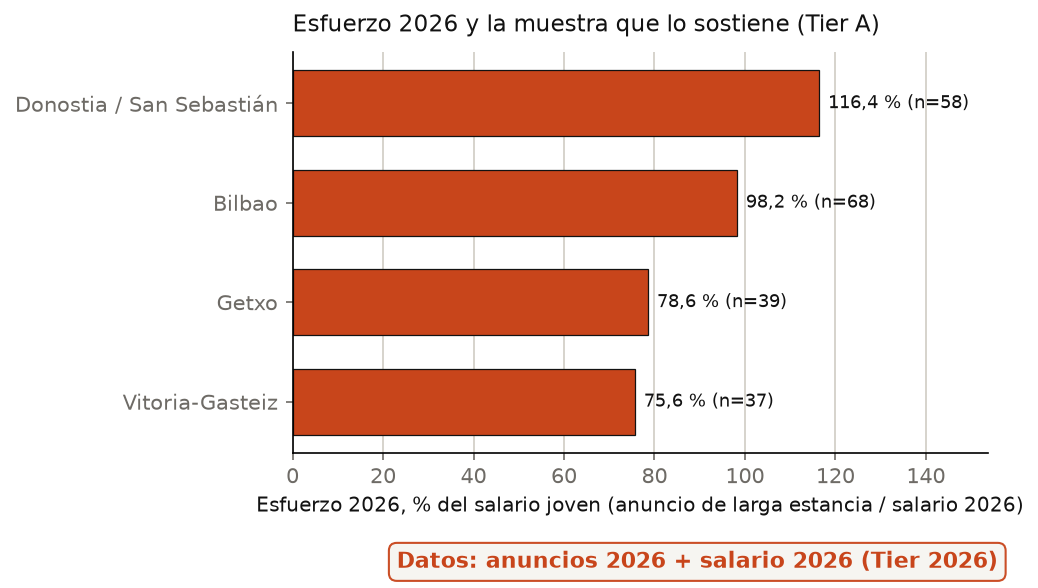 Esfuerzo 2026 y la muestra que lo sostiene (Tier A)
Donostia / San Sebastián
116,4 % (n=58)
Bilbao
98,2 % (n=68)
Getxo
78,6 % (n=39)
Vitoria-Gasteiz
75,6 % (n=37)
0 20 40 60 80 100 120 140
Esfuerzo 2026, % del salario joven (anuncio de larga estancia / salario 2026)
Datos: anuncios 2026 + salario 2026 (Tier 2026)